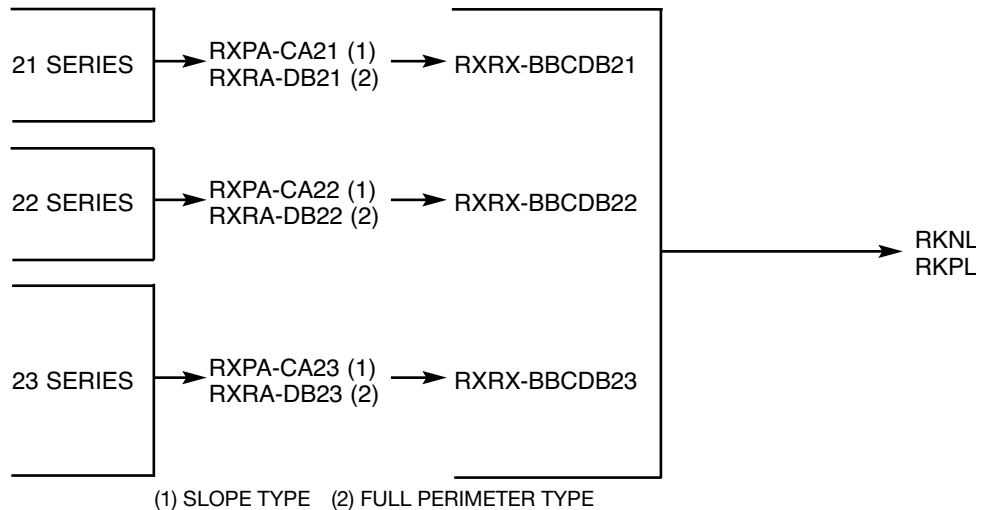 21 SERIES
RXPA-CA21 (1)
RXRA-DB21 (2)
RXRX-BBCDB21
22 SERIES
RXPA-CA22 (1)
RXRA-DB22 (2)
RXRX-BBCDB22
RKNL
RKPL
23 SERIES
RXPA-CA23 (1)
RXRA-DB23 (2)
RXRX-BBCDB23
(1) SLOPE TYPE (2) FULL PERIMETER TYPE